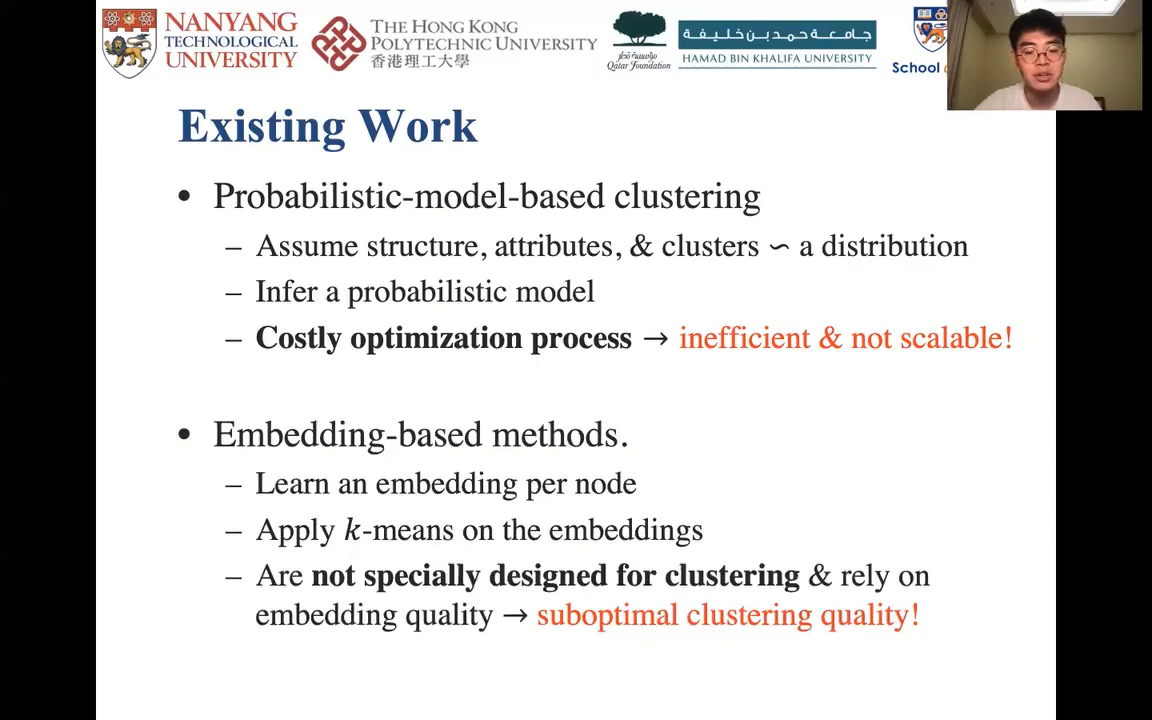 NANYANG
TECHNOLOGICAL
UNIVERSITY
THE HONG KONG
POLYTECHNIC UNIVERSITY
香港理工大學
مؤسسة قطر
Qatar Foundation
جامعة حمد بن خليفة
HAMAD BIN KHALIFA UNIVERSITY
School
Existing Work
• Probabilistic-model-based clustering
– Assume structure, attributes, & clusters ∽ a distribution
– Infer a probabilistic model
– Costly optimization process → inefficient & not scalable!
• Embedding-based methods.
– Learn an embedding per node
– Apply k-means on the embeddings
– Are not specially designed for clustering & rely on
embedding quality → suboptimal clustering quality!